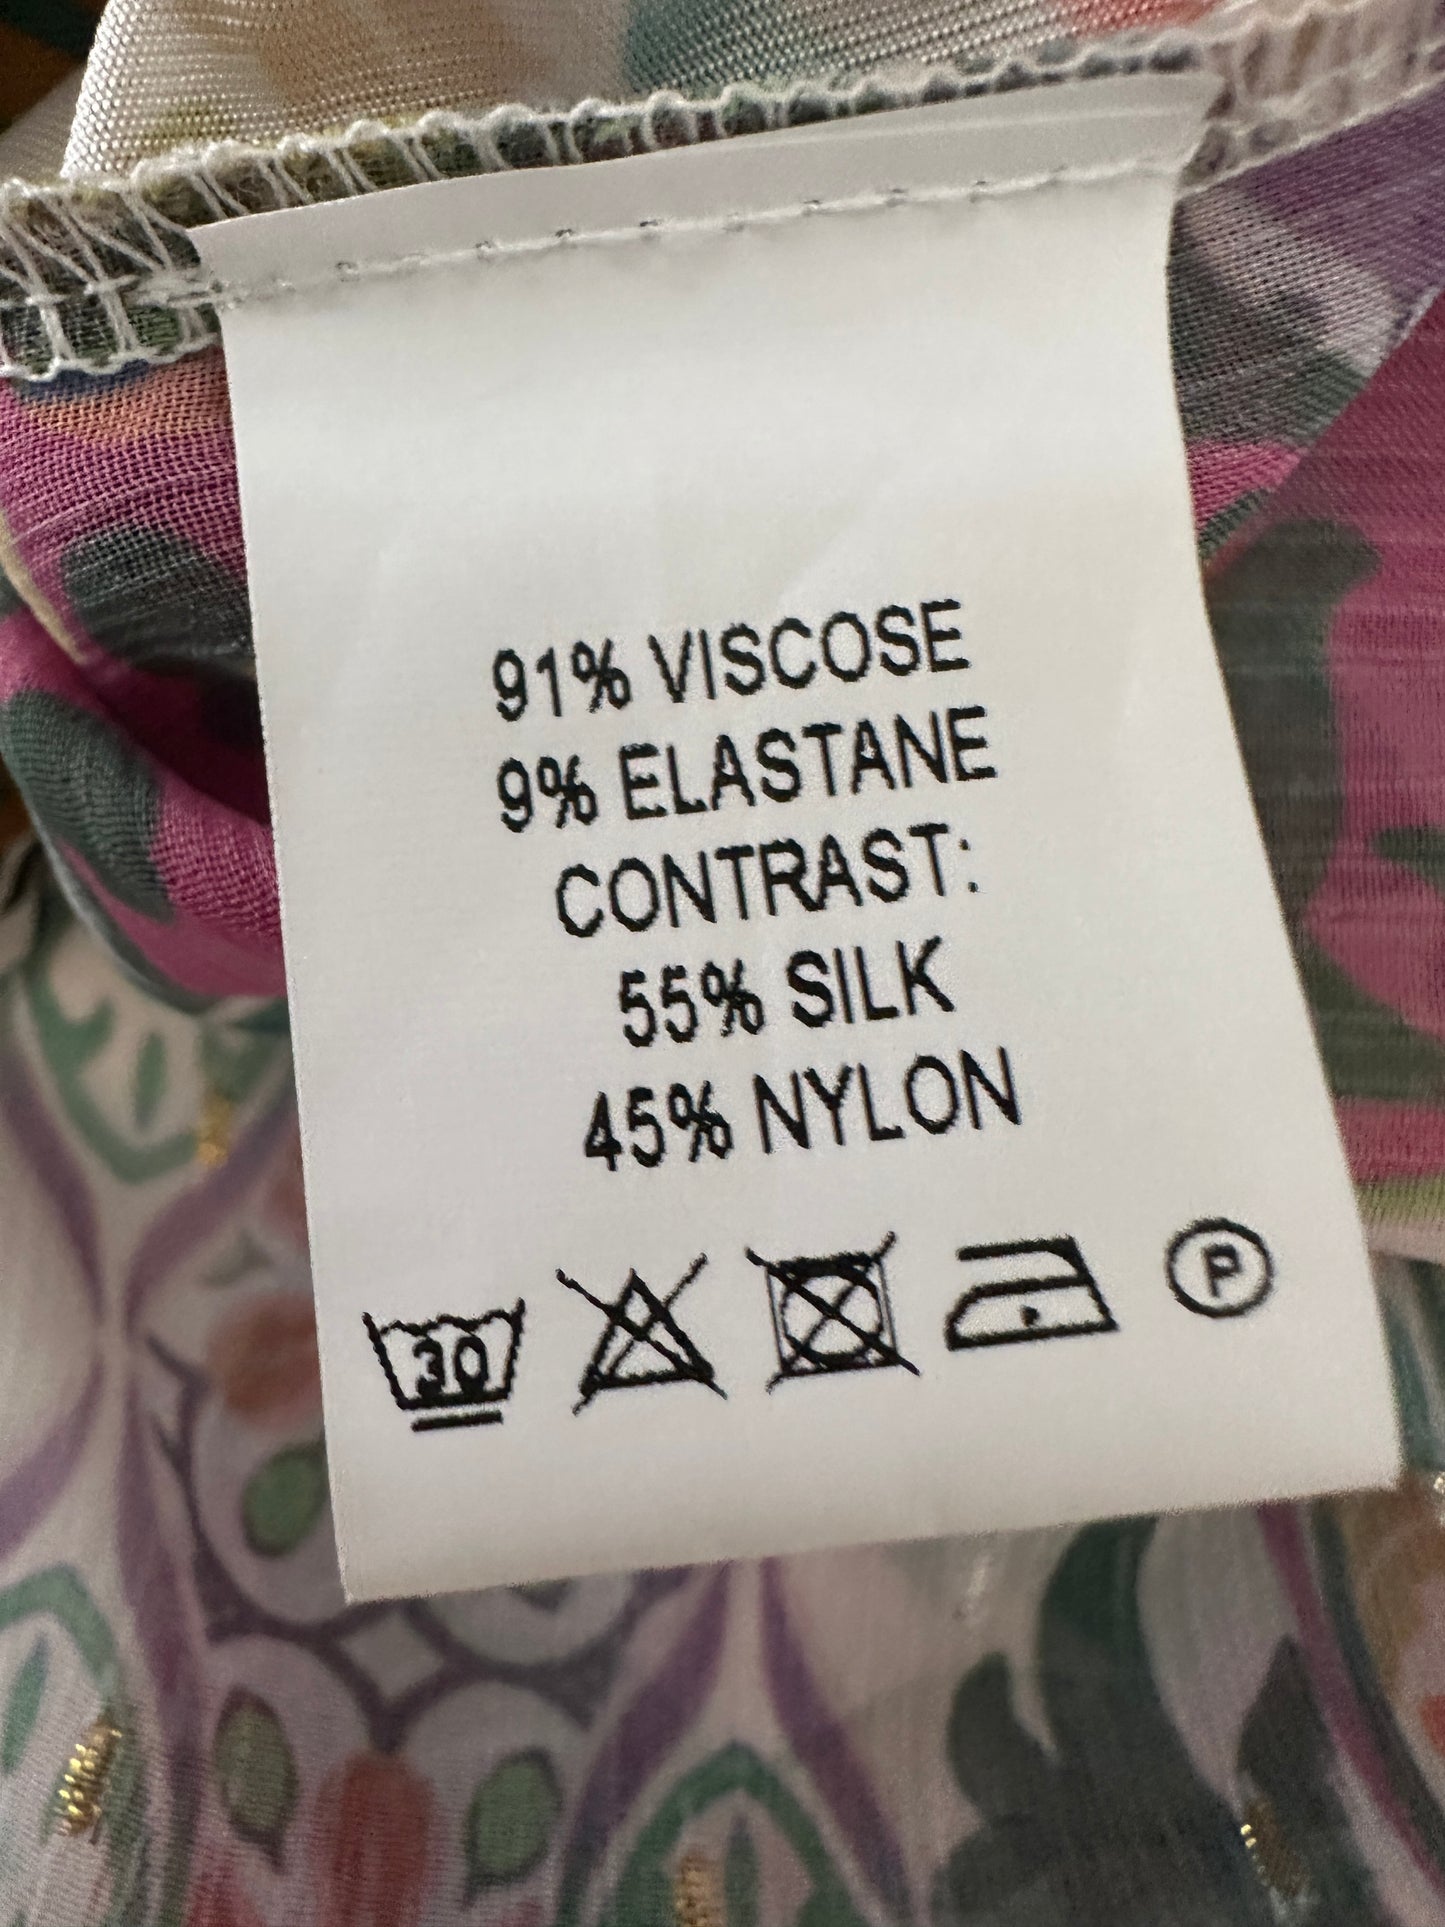 91% VISCOSE
9% ELASTANE
CONTRAST:
55% SILK
45% NYLON
30 P